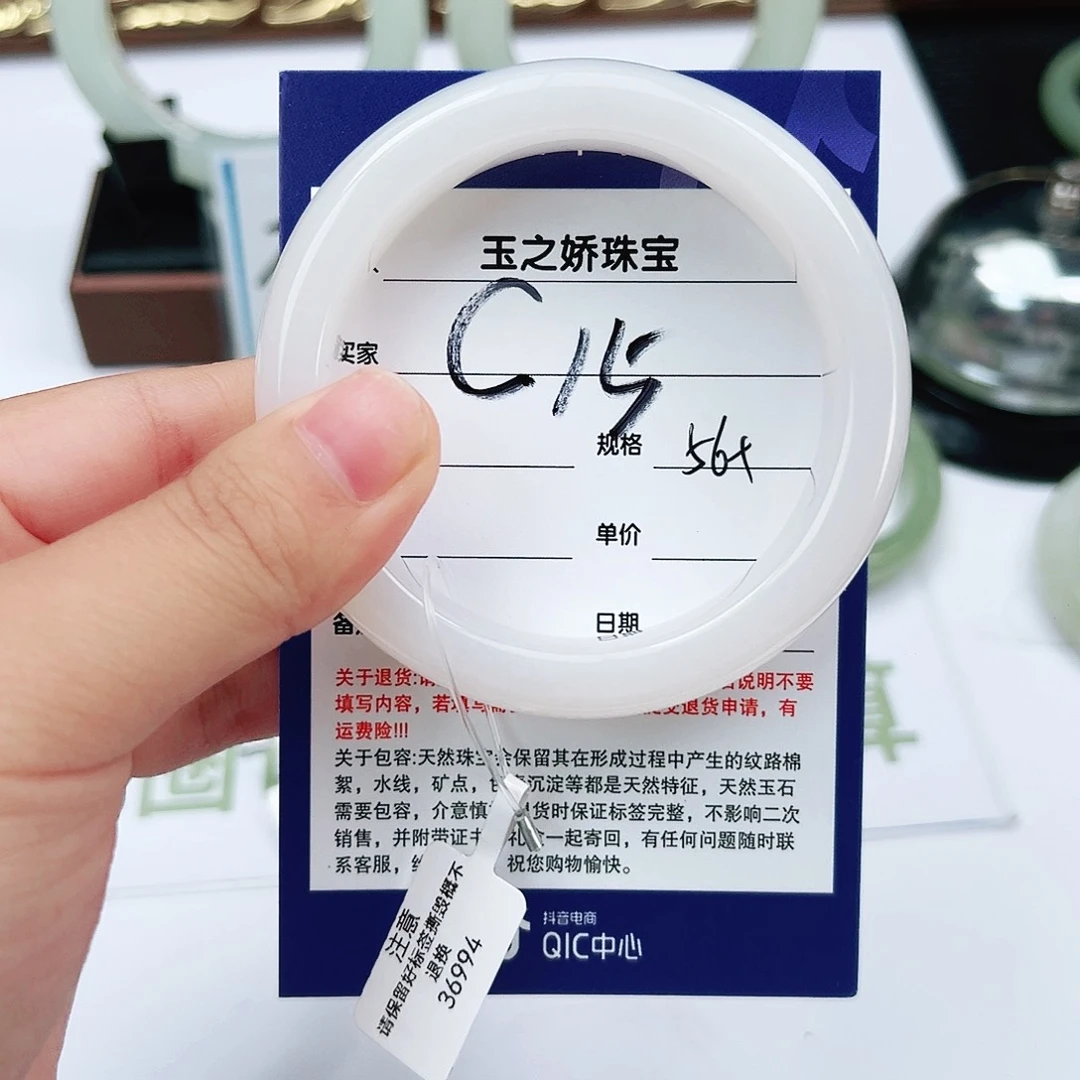 玉之娇珠宝
买家
C15
规格 56+
单价
日期
关于退货:
说明不要
填写内容，若填写
退货申请，有
运费险!!!
关于包容:天然珠宝会保留其在形成过程中产生的纹路棉
絮，水线，矿点，
沉淀等都是天然特征，天然玉石
需要包容，介意慎
货时保证标签完整，不影响二次
销售，并附带证书
一起寄回，有任何问题随时联
系客服，
祝您购物愉快。
抖音电商
QIC中心
注意
请保留好标签撕毁概不
退换
36994